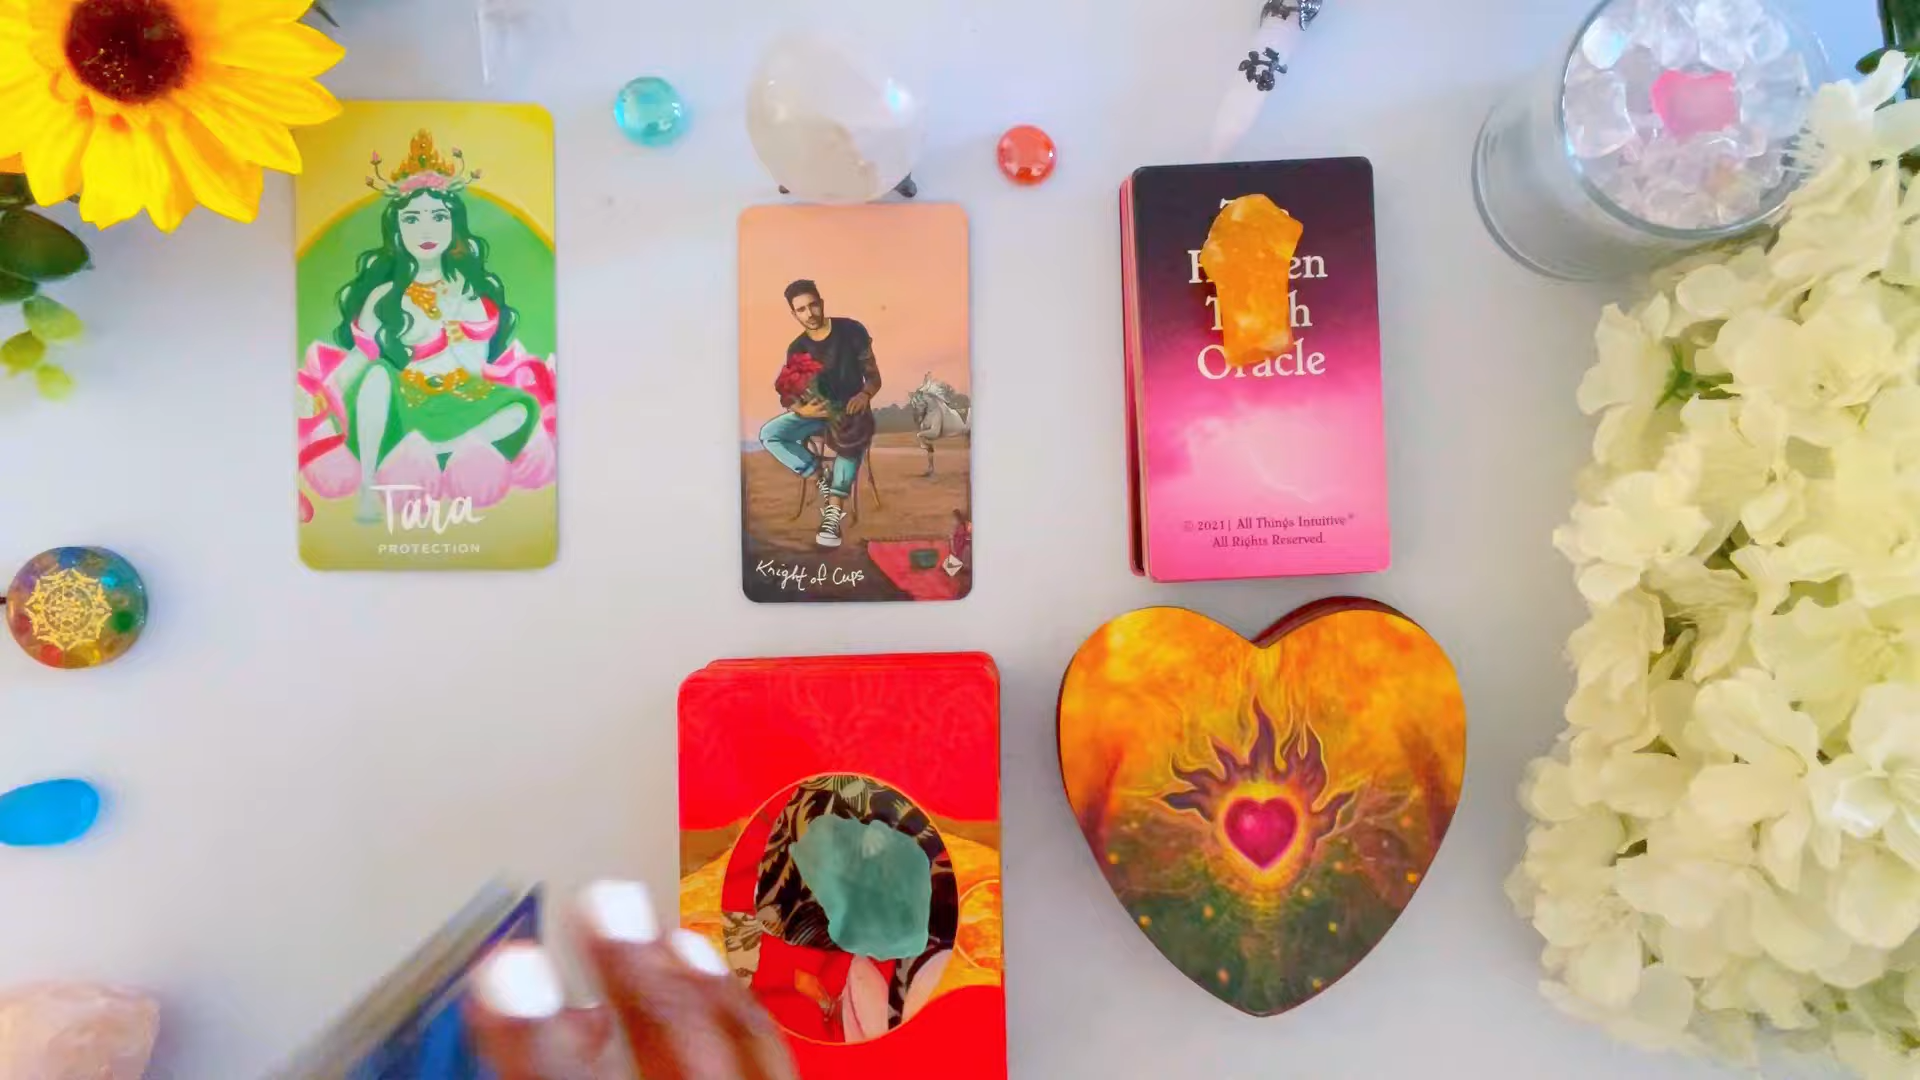 Tara
PROTECTION
Knight of Cups
Oracle
© 2021 | All Things Intuitive®
All Rights Reserved.